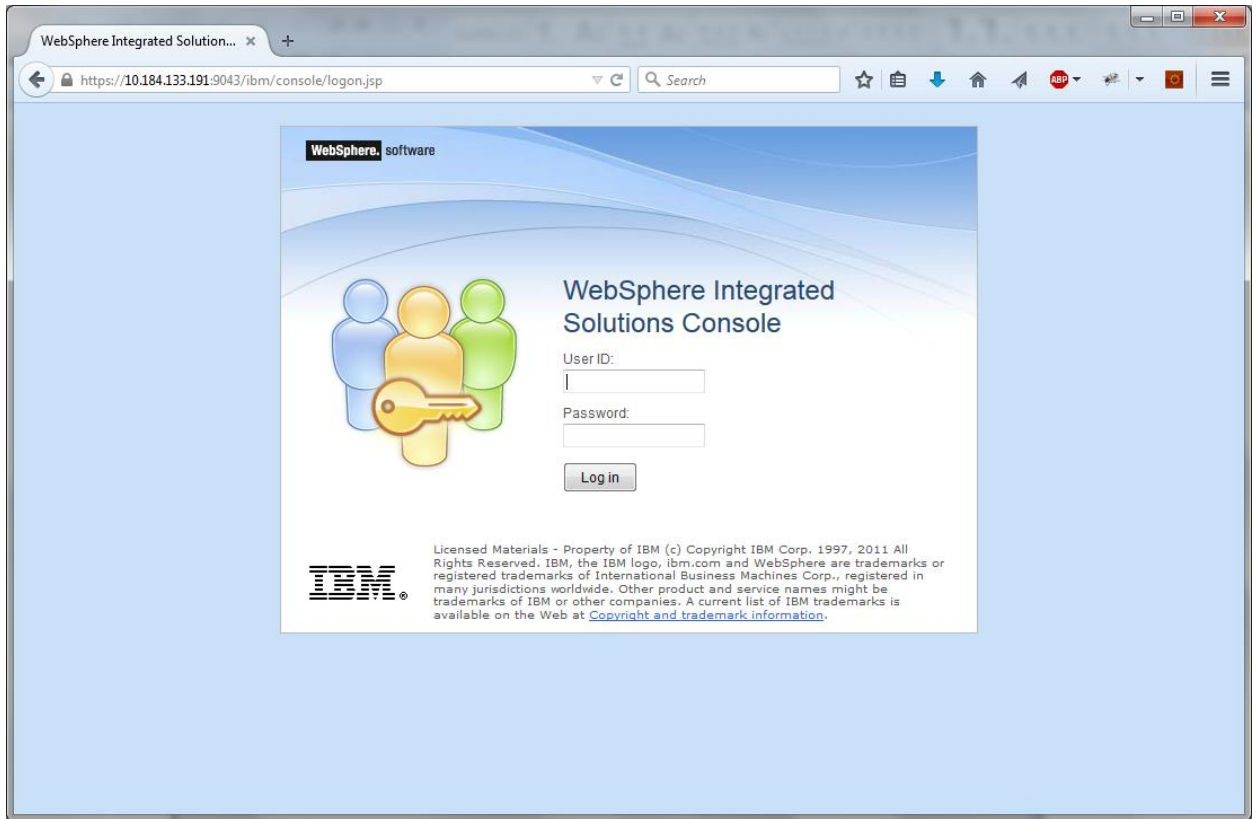 WebSphere Integrated Solution...
https://10.184.133.191:9043/ibm/console/logon.jsp
Search
ABP
WebSphere. software
WebSphere Integrated
Solutions Console
User ID:
Password:
Log in
IBM®
Licensed Materials - Property of IBM (c) Copyright IBM Corp. 1997, 2011 All
Rights Reserved. IBM, the IBM logo, ibm.com and WebSphere are trademarks or
registered trademarks of International Business Machines Corp., registered in
many jurisdictions worldwide. Other product and service names might be
trademarks of IBM or other companies. A current list of IBM trademarks is
available on the Web at Copyright and trademark information.